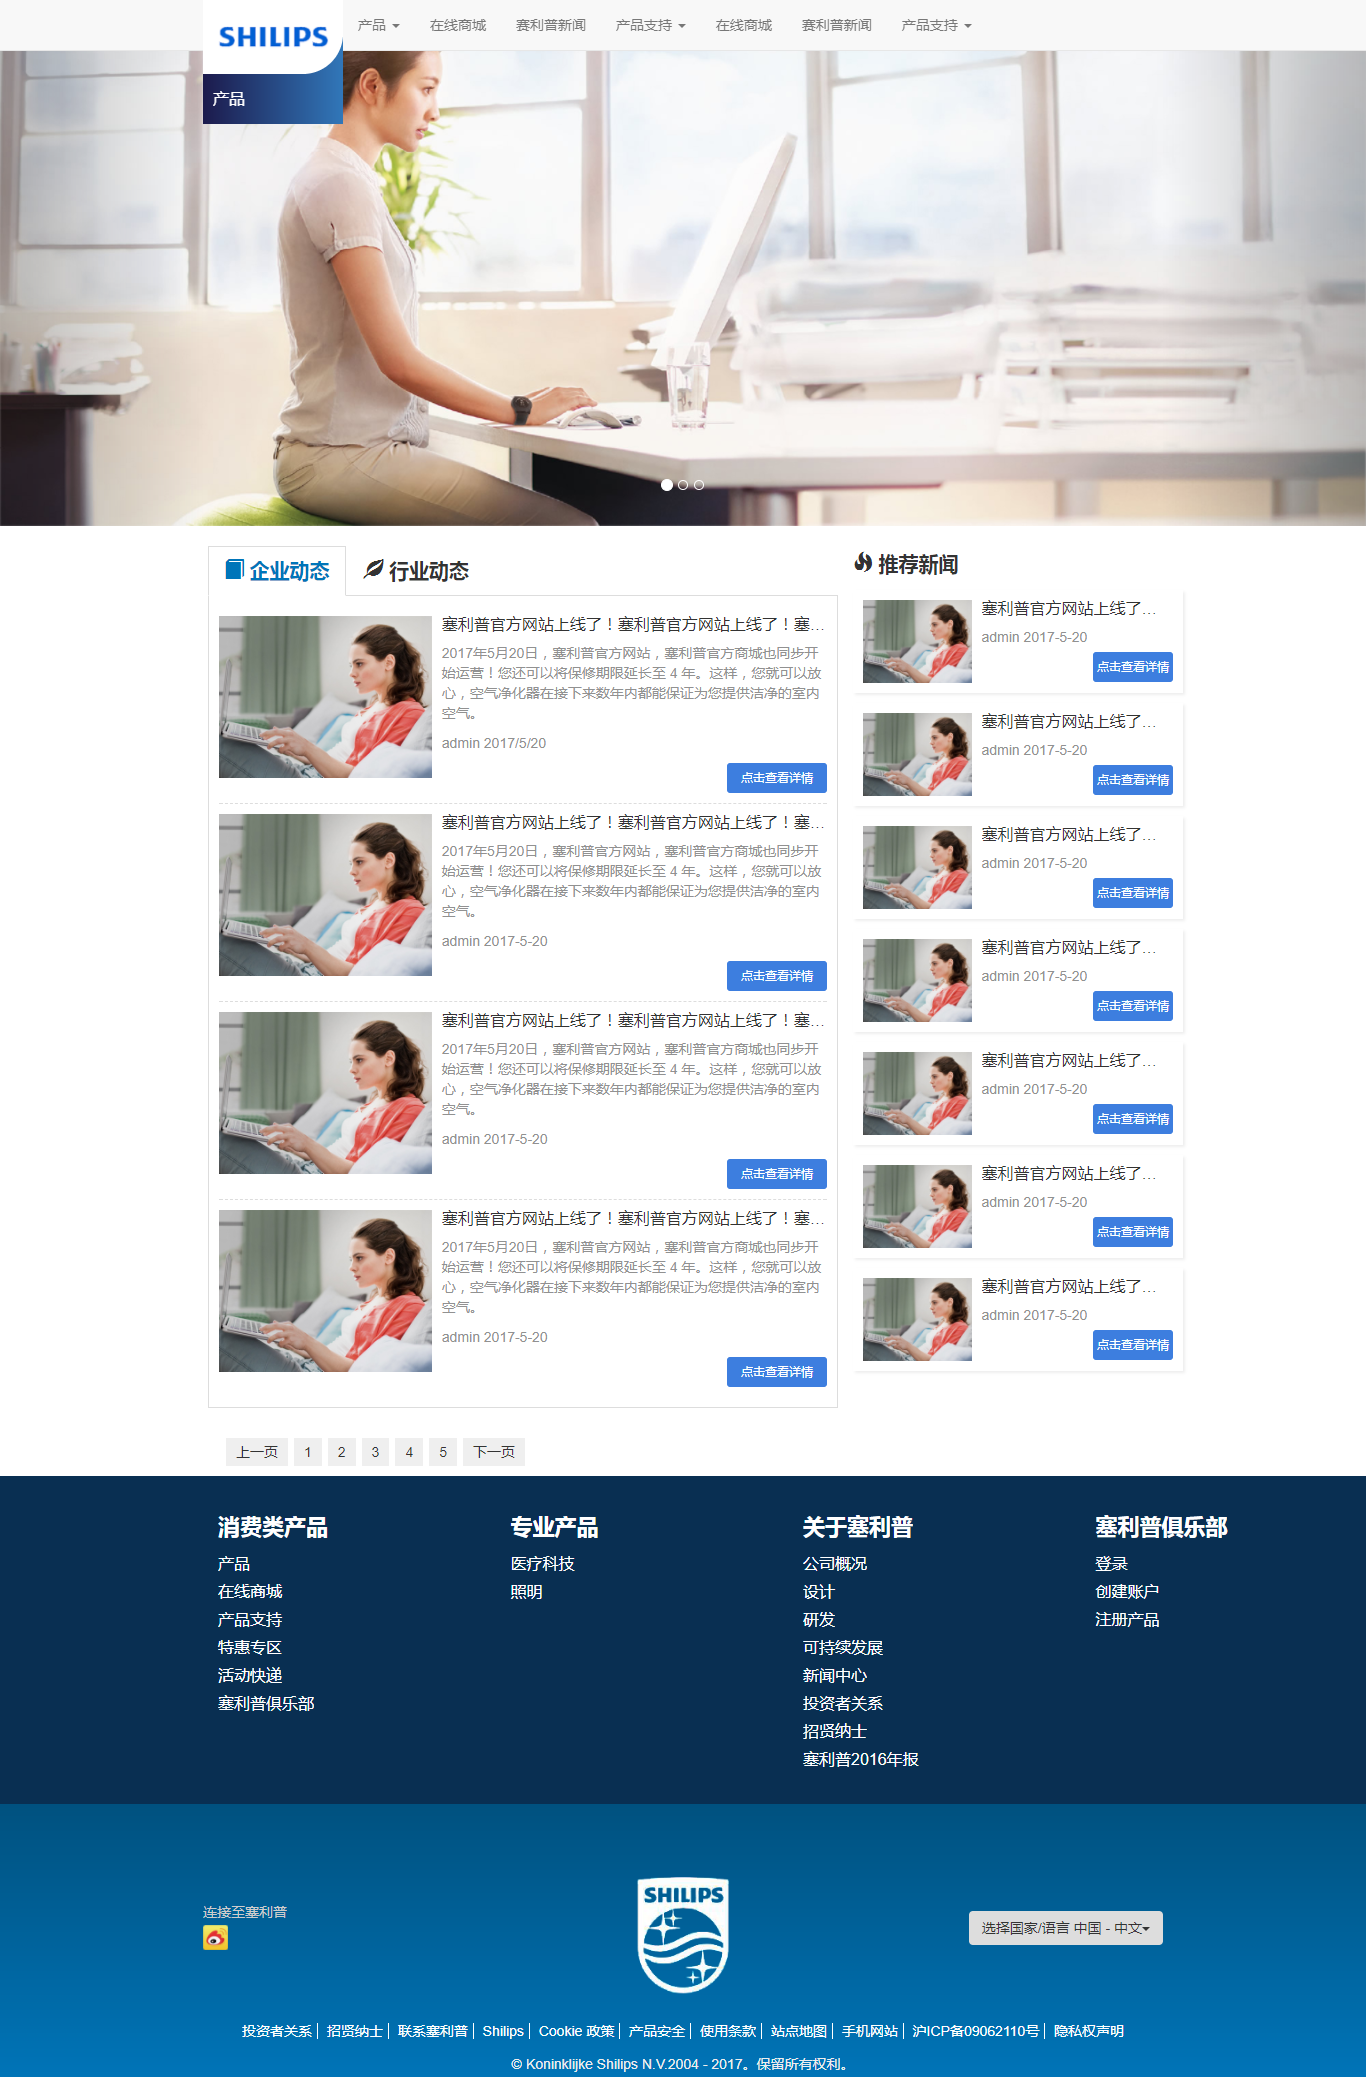 SHILIPS
产品 在线商城 赛利普新闻 产品支持 在线商城 赛利普新闻 产品支持
产品
企业动态 行业动态
塞利普官方网站上线了！塞利普官方网站上线了！塞...
2017年5月20日，塞利普官方网站，塞利普官方商城也同步开
始运营！您还可以将保修期限延长至 4 年。这样，您就可以放
心，空气净化器在接下来数年内都能保证为您提供洁净的室内
空气。
admin 2017/5/20
点击查看详情
塞利普官方网站上线了！塞利普官方网站上线了！塞...
2017年5月20日，塞利普官方网站，塞利普官方商城也同步开
始运营！您还可以将保修期限延长至 4 年。这样，您就可以放
心，空气净化器在接下来数年内都能保证为您提供洁净的室内
空气。
admin 2017-5-20
点击查看详情
塞利普官方网站上线了！塞利普官方网站上线了！塞...
2017年5月20日，塞利普官方网站，塞利普官方商城也同步开
始运营！您还可以将保修期限延长至 4 年。这样，您就可以放
心，空气净化器在接下来数年内都能保证为您提供洁净的室内
空气。
admin 2017-5-20
点击查看详情
塞利普官方网站上线了！塞利普官方网站上线了！塞...
2017年5月20日，塞利普官方网站，塞利普官方商城也同步开
始运营！您还可以将保修期限延长至 4 年。这样，您就可以放
心，空气净化器在接下来数年内都能保证为您提供洁净的室内
空气。
admin 2017-5-20
点击查看详情
推荐新闻
塞利普官方网站上线了...
admin 2017-5-20
点击查看详情
塞利普官方网站上线了...
admin 2017-5-20
点击查看详情
塞利普官方网站上线了...
admin 2017-5-20
点击查看详情
塞利普官方网站上线了...
admin 2017-5-20
点击查看详情
塞利普官方网站上线了...
admin 2017-5-20
点击查看详情
塞利普官方网站上线了...
admin 2017-5-20
点击查看详情
塞利普官方网站上线了...
admin 2017-5-20
点击查看详情
上一页 1 2 3 4 5 下一页
消费类产品
产品
在线商城
产品支持
特惠专区
活动快递
塞利普俱乐部
专业产品
医疗科技
照明
关于塞利普
公司概况
设计
研发
可持续发展
新闻中心
投资者关系
招贤纳士
塞利普2016年报
塞利普俱乐部
登录
创建账户
注册产品
连接至塞利普
SHILIPS
选择国家/语言 中国 - 中文
投资者关系 | 招贤纳士 | 联系塞利普 | Shilips | Cookie 政策 | 产品安全 | 使用条款 | 站点地图 | 手机网站 | 沪ICP备09062110号 | 隐私权声明
© Koninklijke Shilips N.V.2004 - 2017。保留所有权利。